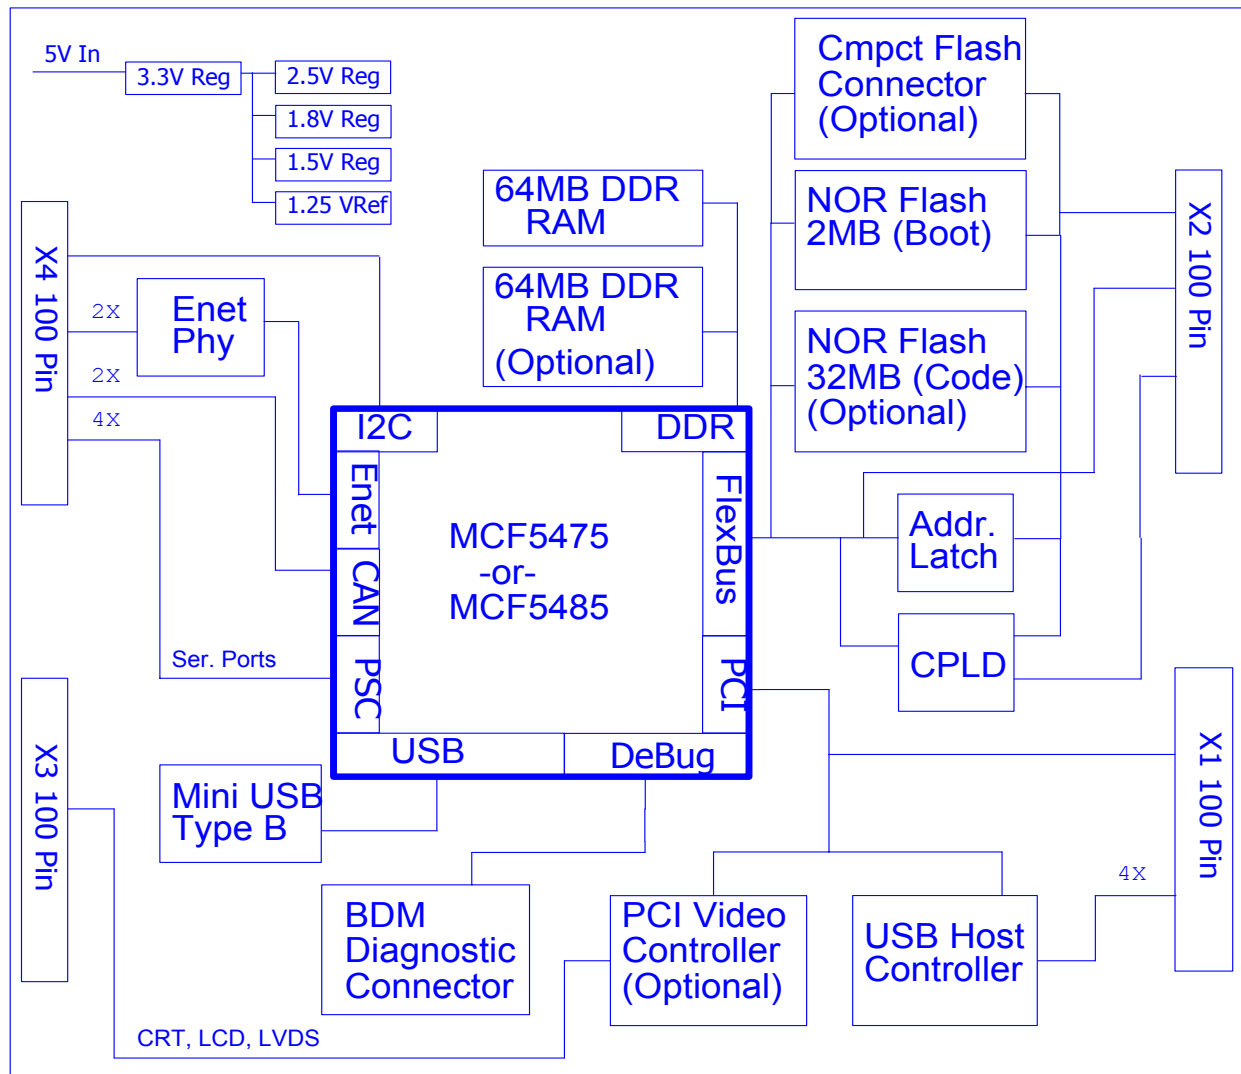 5V In
3.3V Reg
2.5V Reg
1.8V Reg
1.5V Reg
1.25 VRef
Cmpct Flash
Connector
(Optional)
64MB DDR
RAM
NOR Flash
2MB (Boot)
X2 100 Pin
X4 100 Pin
2X
Enet
Phy
64MB DDR
RAM
(Optional)
NOR Flash
32MB (Code)
(Optional)
2X
4X
I2C
DDR
Enet
CAN
PSC
FlexBus
PCI
USB
DeBug
MCF5475
-or-
MCF5485
Addr.
Latch
CPLD
Ser. Ports
X3 100 Pin
X1 100 Pin
Mini USB
Type B
BDM
Diagnostic
Connector
PCI Video
Controller
(Optional)
USB Host
Controller
4X
CRT, LCD, LVDS